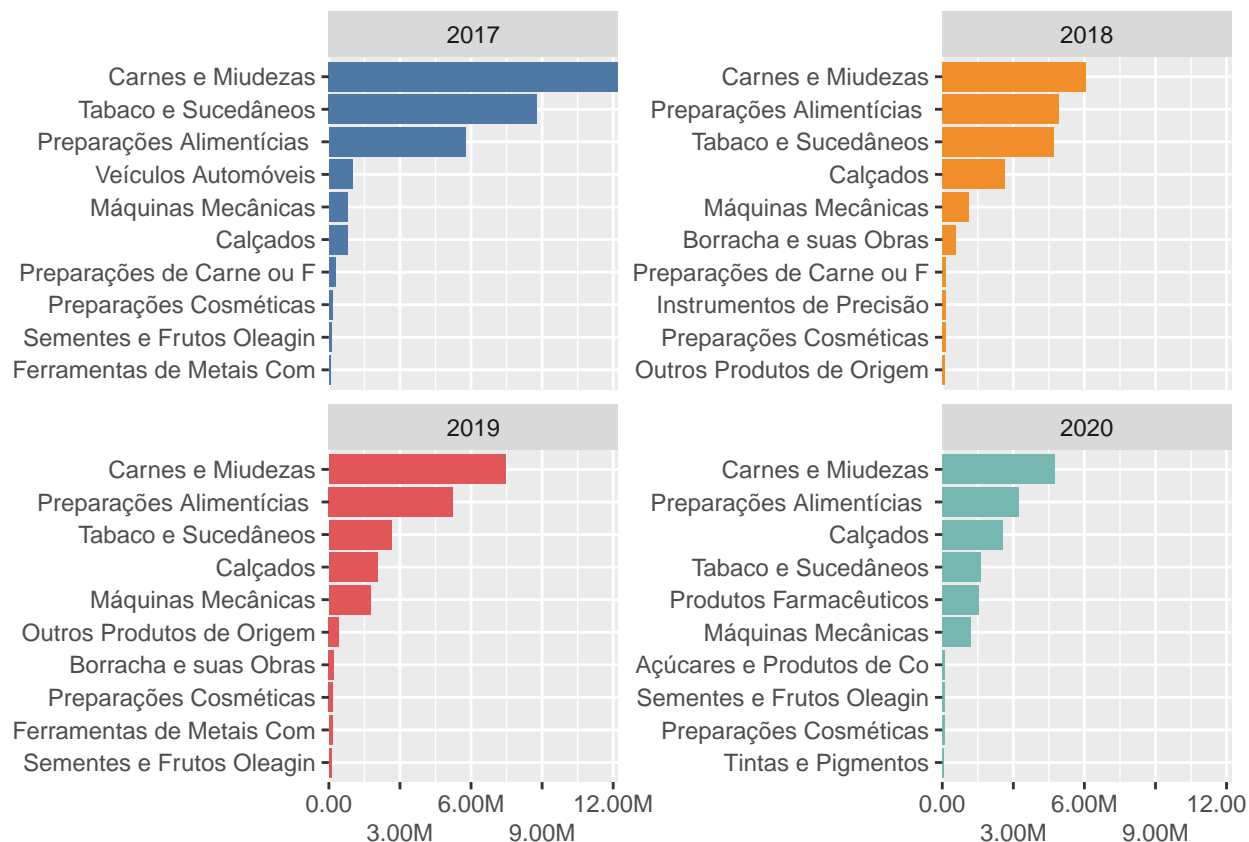 2017
Carnes e Miudezas
Tabaco e Sucedâneos
Preparações Alimentícias
Veículos Automóveis
Máquinas Mecânicas
Calçados
Preparações de Carne ou F
Preparações Cosméticas
Sementes e Frutos Oleagin
Ferramentas de Metais Com
2018
Carnes e Miudezas
Preparações Alimentícias
Tabaco e Sucedâneos
Calçados
Máquinas Mecânicas
Borracha e suas Obras
Preparações de Carne ou F
Instrumentos de Precisão
Preparações Cosméticas
Outros Produtos de Origem
2019
Carnes e Miudezas
Preparações Alimentícias
Tabaco e Sucedâneos
Calçados
Máquinas Mecânicas
Outros Produtos de Origem
Borracha e suas Obras
Preparações Cosméticas
Ferramentas de Metais Com
Sementes e Frutos Oleagin
0.00 6.00M 12.00M
3.00M 9.00M
2020
Carnes e Miudezas
Preparações Alimentícias
Calçados
Tabaco e Sucedâneos
Produtos Farmacêuticos
Máquinas Mecânicas
Açúcares e Produtos de Co
Sementes e Frutos Oleagin
Preparações Cosméticas
Tintas e Pigmentos
0.00 6.00M 12.00
3.00M 9.00M